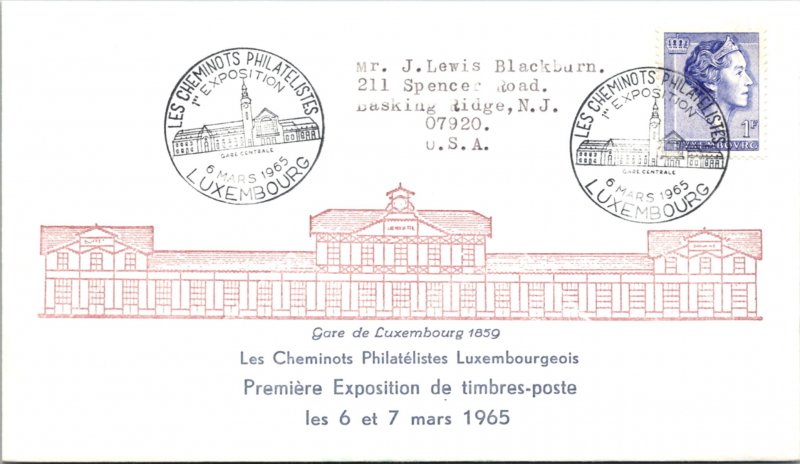 LES CHEMINOTS PHILATÉLISTES
1re EXPOSITION
GARE CENTRALE
6 MARS 1965
LUXEMBOURG
Mr. J.Lewis Blackburn.
211 Spencer Road.
Basking Ridge,N.J.
07920.
U.S.A.
LES CHEMINOTS PHILATÉLISTES
1re EXPOSITION
GARE CENTRALE
6 MARS 1965
LUXEMBOURG
1F
LUXEMBOURG
Gare de Luxembourg 1859
Les Cheminots Philatélistes Luxembourgeois
Première Exposition de timbres-poste
les 6 et 7 mars 1965